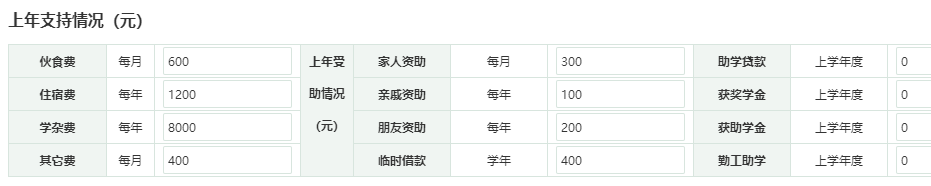 上年支持情况（元）
伙食费 每月 600 上年受 家人资助 每月 300 助学贷款 上学年度 0
住宿费 每年 1200 助情况 亲戚资助 每年 100 获奖学金 上学年度 0
学杂费 每年 8000 (元) 朋友资助 每年 200 获助学金 上学年度 0
其它费 每月 400 临时借款 学年 400 勤工助学 上学年度 0